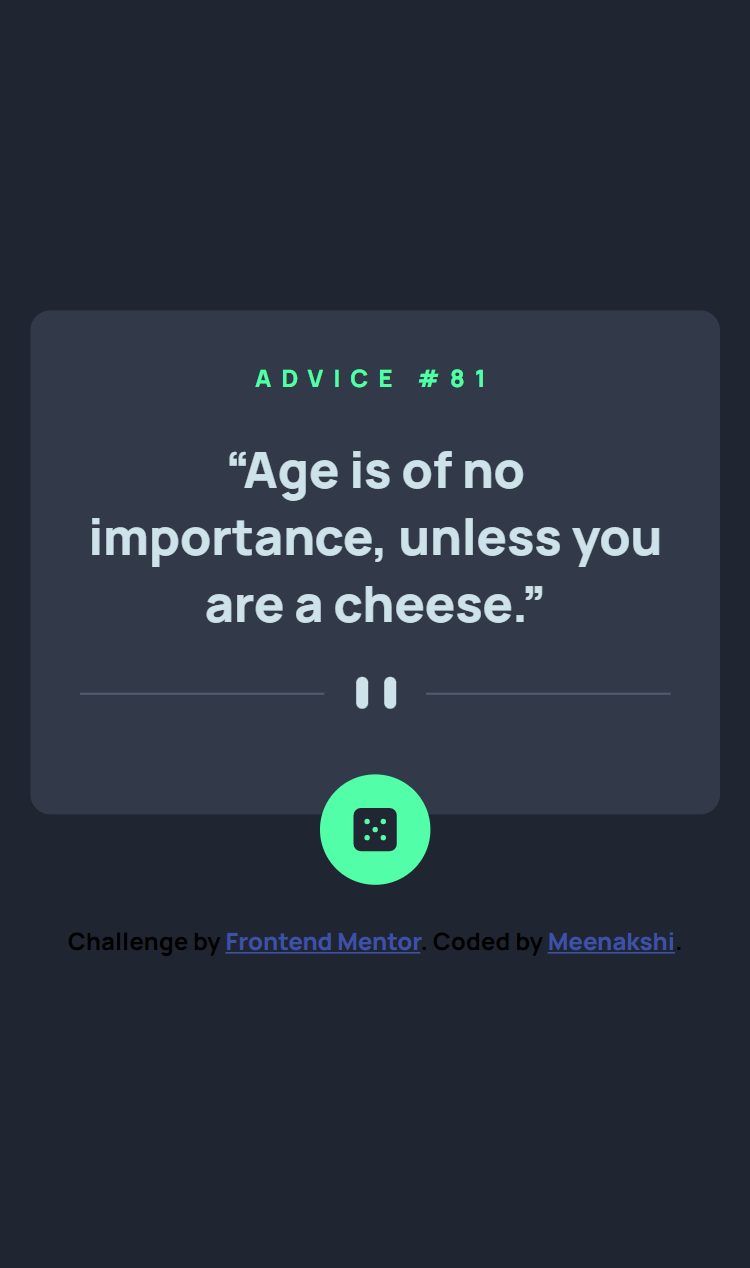 ADVICE #81
“Age is of no
importance, unless you
are a cheese.”
Challenge by Frontend Mentor. Coded by Meenakshi.